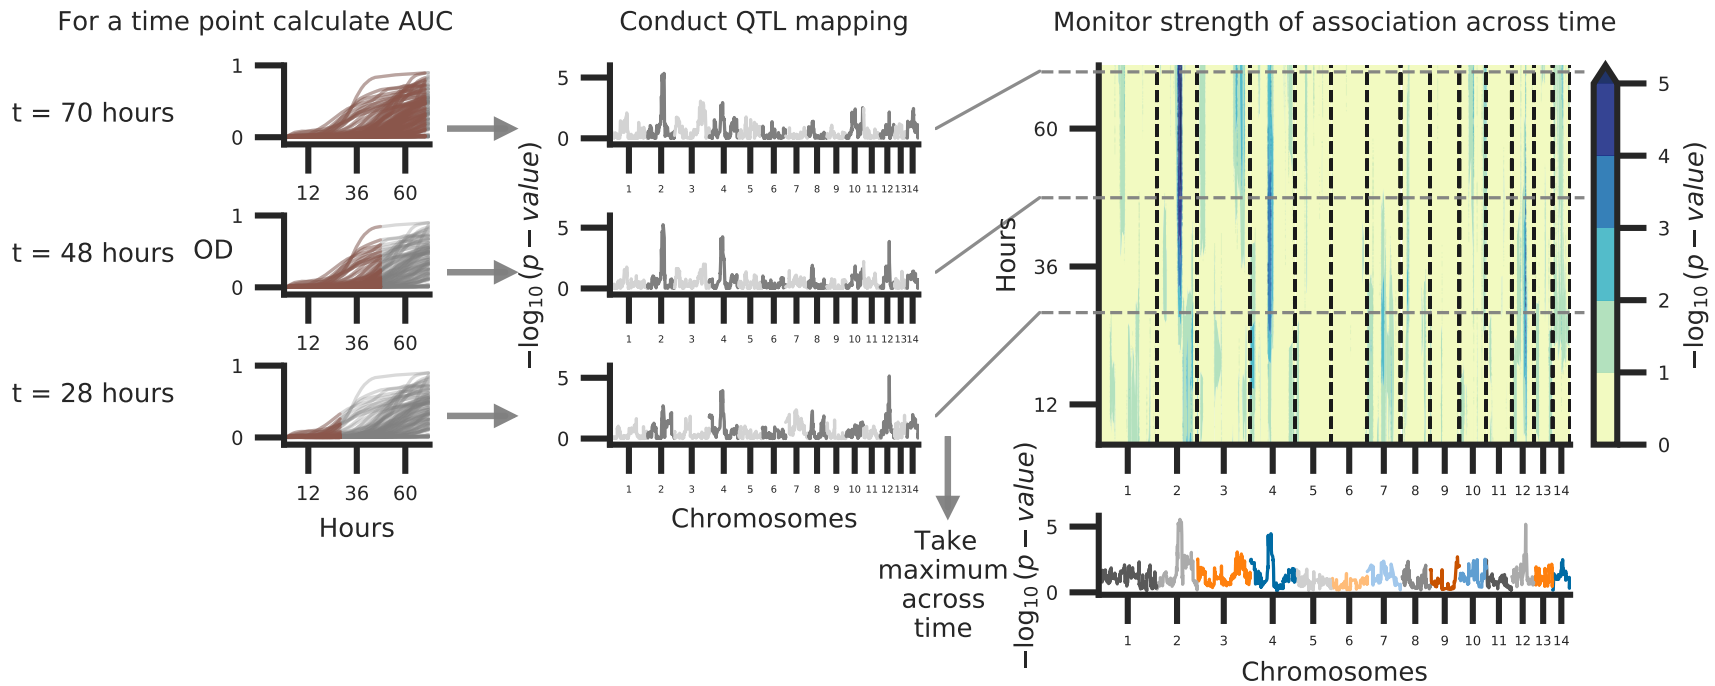 For a time point calculate AUC
Conduct QTL mapping
Monitor strength of association across time
t = 70 hours
1
0
12 36 60
5
0
1 2 3 4 5 6 7 8 9 10 11 12 13 14
t = 48 hours
OD
1
0
12 36 60
−log₁₀ (p − value)
5
0
1 2 3 4 5 6 7 8 9 10 11 12 13 14
t = 28 hours
1
0
12 36 60
Hours
5
0
1 2 3 4 5 6 7 8 9 10 11 12 13 14
Chromosomes
Take
maximum
across
time
Hours
60
36
12
1 2 3 4 5 6 7 8 9 10 11 12 13 14
5
4
3
2
1
0
−log₁₀ (p − value)
−log₁₀ (p − value)
5
0
1 2 3 4 5 6 7 8 9 10 11 12 13 14
Chromosomes